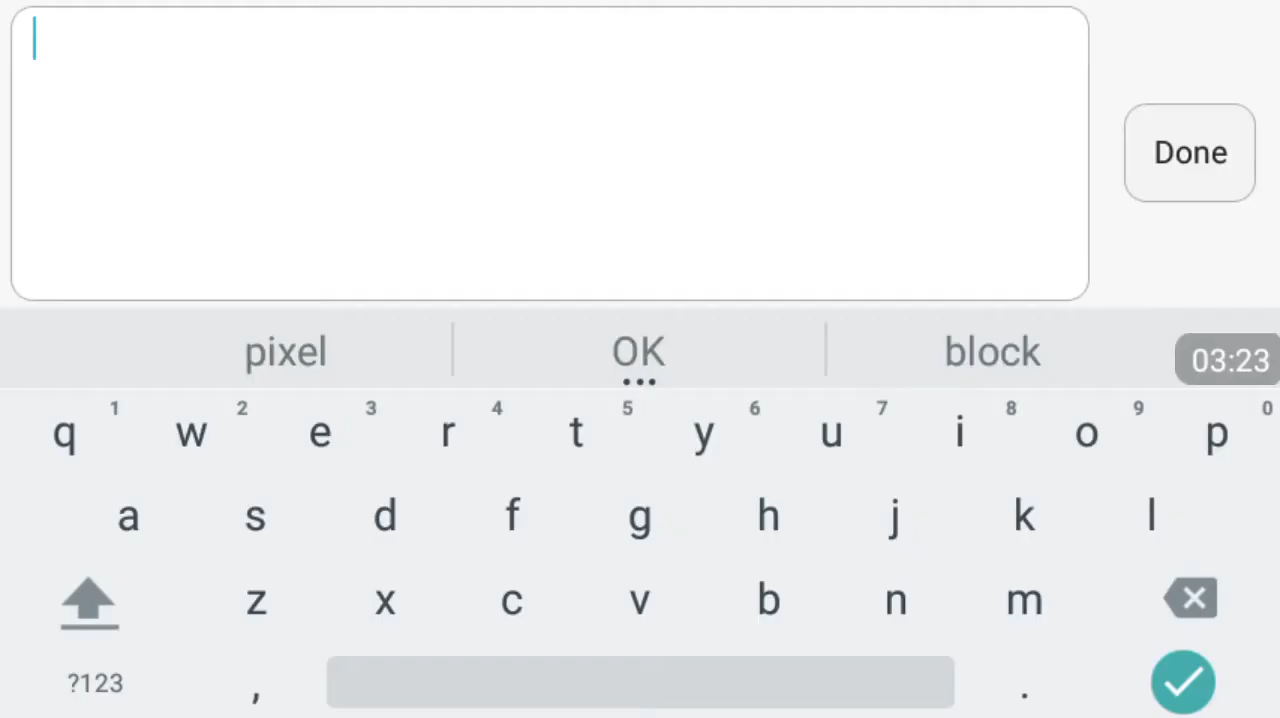 Done
pixel OK block
03:23
1 2 3 4 5 6 7 8 9 0
q w e r t y u i o p
a s d f g h j k l
z x c v b n m
?123 , .